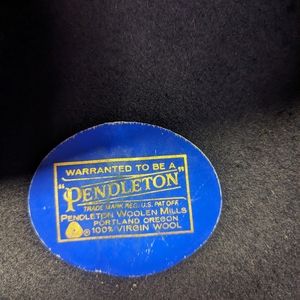 WARRANTED TO BE A
"PENDLETON"
TRADE MARK REG. U.S. PAT OFF.
PENDLETON WOOLEN MILLS
PORTLAND OREGON
® 100% VIRGIN WOOL